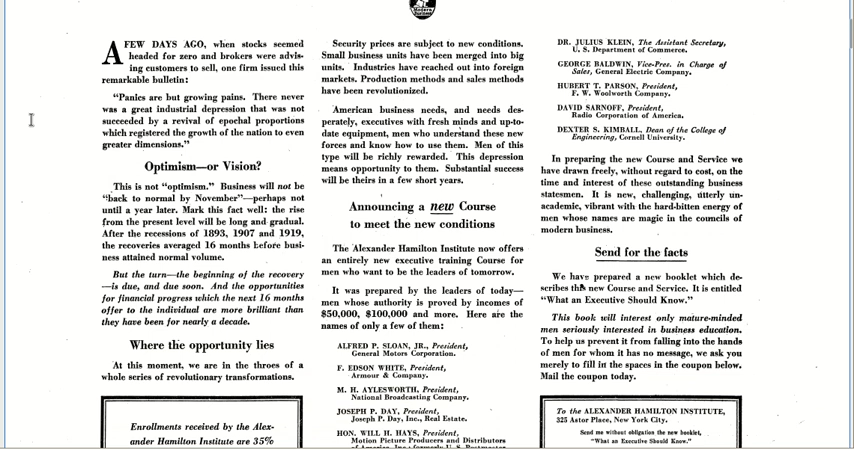 Modern
Business
A FEW DAYS AGO, when stocks seemed
headed for zero and brokers were advis-
ing customers to sell, one firm issued this
remarkable bulletin:
"Panics are but growing pains. There never
was a great industrial depression that was not
succeeded by a revival of epochal proportions
which registered the growth of the nation to even
greater dimensions."
Optimism—or Vision?
This is not "optimism." Business will not be
"back to normal by November"—perhaps not
until a year later. Mark this fact well: the rise
from the present level will be long and gradual.
After the recessions of 1893, 1907 and 1919,
the recoveries averaged 16 months before busi-
ness attained normal volume.
But the turn—the beginning of the recovery
—is due, and due soon. And the opportunities
for financial progress which the next 16 months
offer to the individual are more brilliant than
they have been for nearly a decade.
Where the opportunity lies
At this moment, we are in the throes of a
whole series of revolutionary transformations.
Enrollments received by the Alex-
ander Hamilton Institute are 35%
Security prices are subject to new conditions.
Small business units have been merged into big
units. Industries have reached out into foreign
markets. Production methods and sales methods
have been revolutionized.
American business needs, and needs des-
perately, executives with fresh minds and up-to-
date equipment, men who understand these new
forces and know how to use them. Men of this
type will be richly rewarded. This depression
means opportunity to them. Substantial success
will be theirs in a few short years.
Announcing a new Course
to meet the new conditions
The Alexander Hamilton Institute now offers
an entirely new executive training Course for
men who want to be the leaders of tomorrow.
It was prepared by the leaders of today—
men whose authority is proved by incomes of
$50,000, $100,000 and more. Here are the
names of only a few of them:
ALFRED P. SLOAN, JR., President,
General Motors Corporation.
F. EDSON WHITE, President,
Armour & Company.
M. H. AYLESWORTH, President,
National Broadcasting Company.
JOSEPH P. DAY, President,
Joseph P. Day, Inc., Real Estate.
HON. WILL H. HAYS, President,
Motion Picture Producers and Distributors
of America, Inc.; formerly U. S. Postmaster
DR. JULIUS KLEIN, The Assistant Secretary,
U. S. Department of Commerce.
GEORGE BALDWIN, Vice-Pres. in Charge of
Sales, General Electric Company.
HUBERT T. PARSON, President,
F. W. Woolworth Company.
DAVID SARNOFF, President,
Radio Corporation of America.
DEXTER S. KIMBALL, Dean of the College of
Engineering, Cornell University.
In preparing the new Course and Service we
have drawn freely, without regard to cost, on the
time and interest of these outstanding business
statesmen. It is new, challenging, utterly un-
academic, vibrant with the hard-bitten energy of
men whose names are magic in the councils of
modern business.
Send for the facts
We have prepared a new booklet which de-
scribes this new Course and Service. It is entitled
"What an Executive Should Know."
This book will interest only mature-minded
men seriously interested in business education.
To help us prevent it from falling into the hands
of men for whom it has no message, we ask you
merely to fill in the spaces in the coupon below.
Mail the coupon today.
To the ALEXANDER HAMILTON INSTITUTE,
325 Astor Place, New York City.
Send me without obligation the new booklet,
"What an Executive Should Know."